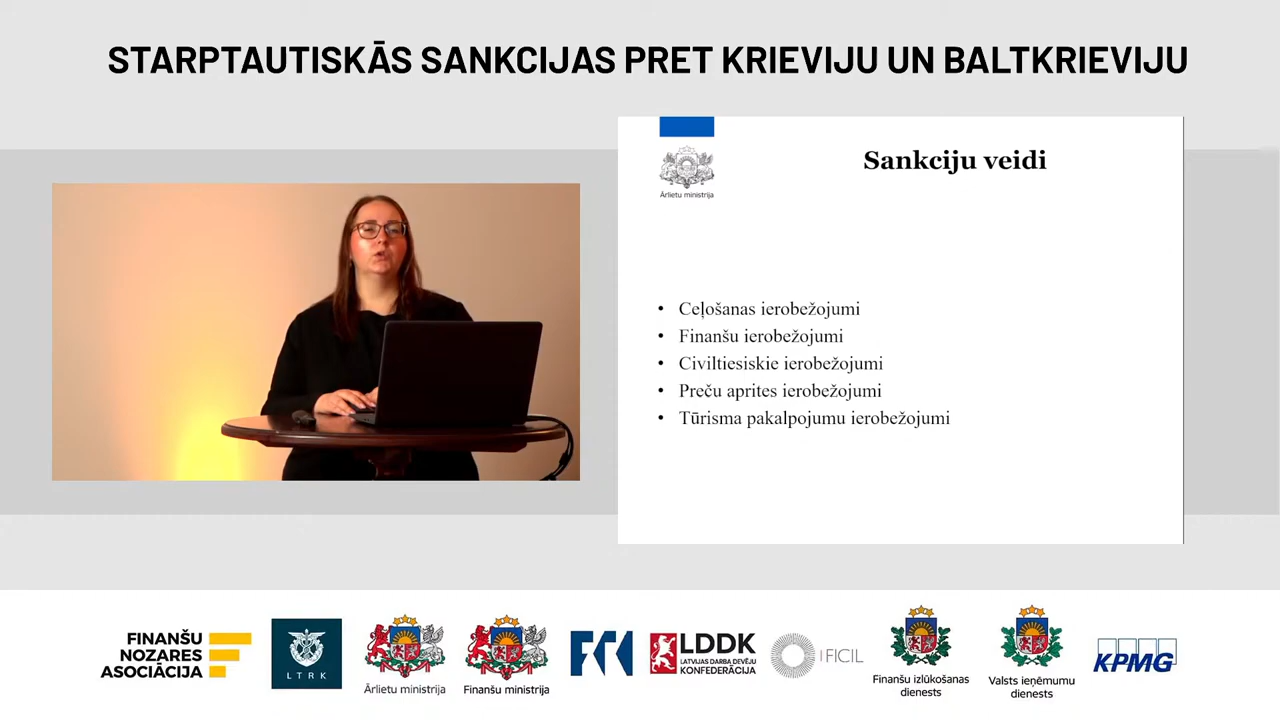 STARPTAUTISKĀS SANKCIJAS PRET KRIEVIJU UN BALTKRIEVIJU
Ārlietu ministrija
Sankciju veidi
• Ceļošanas ierobežojumi
• Finanšu ierobežojumi
• Civiltiesiskie ierobežojumi
• Preču aprites ierobežojumi
• Tūrisma pakalpojumu ierobežojumi
FINANŠU
NOZARES
ASOCIĀCIJA
LTRK
Ārlietu ministrija
Finanšu ministrija
LDDK
LATVIJAS DARBA DEVĒJU
KONFEDERĀCIJA
FICIL
Finanšu izlūkošanas
dienests
Valsts ieņēmumu
dienests
KPMG